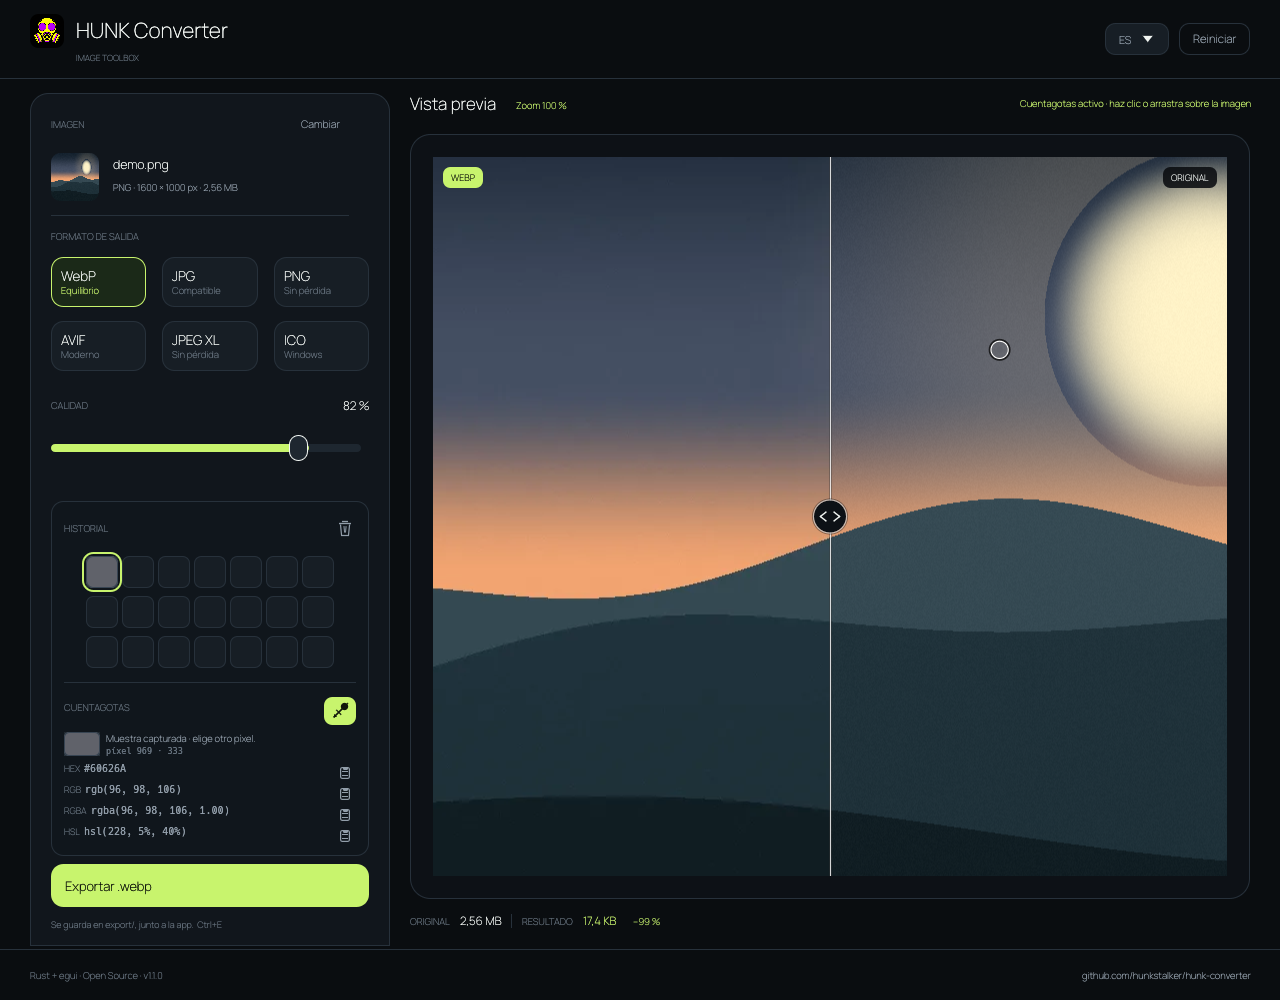 HUNK Converter
IMAGE TOOLBOX
ES
Reiniciar
IMAGEN
Cambiar
demo.png
PNG · 1600 × 1000 px · 2,56 MB
FORMATO DE SALIDA
WebP
Equilibrio
JPG
Compatible
PNG
Sin pérdida
AVIF
Moderno
JPEG XL
Sin pérdida
ICO
Windows
CALIDAD
82 %
HISTORIAL
CUENTAGOTAS
Muestra capturada · elige otro píxel.
píxel 969 · 333
HEX #60626A
RGB rgb(96, 98, 106)
RGBA rgba(96, 98, 106, 1.00)
HSL hsl(228, 5%, 40%)
Exportar .webp
Se guarda en export/, junto a la app. Ctrl+E
Vista previa
Zoom 100 %
Cuentagotas activo · haz clic o arrastra sobre la imagen
WEBP
ORIGINAL
ORIGINAL 2,56 MB
RESULTADO 17,4 KB
−99 %
Rust + egui · Open Source · v1.1.0
github.com/hunkstalker/hunk-converter